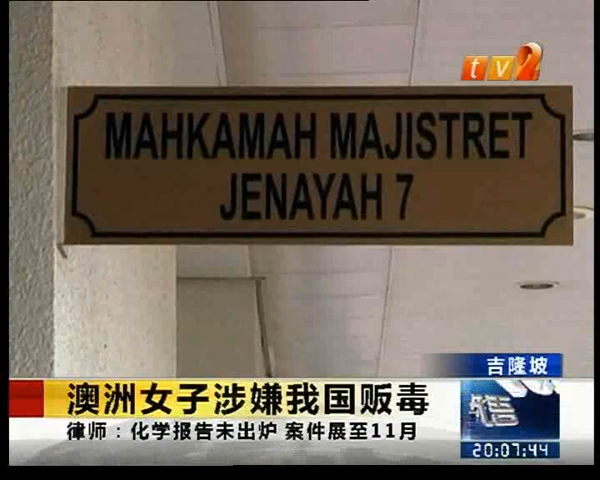 tv2
MAHKAMAH MAJISTRET
JENAYAH 7
吉隆坡
澳洲女子涉嫌我国贩毒
律师：化学报告未出炉 案件展至11月
20:07:44